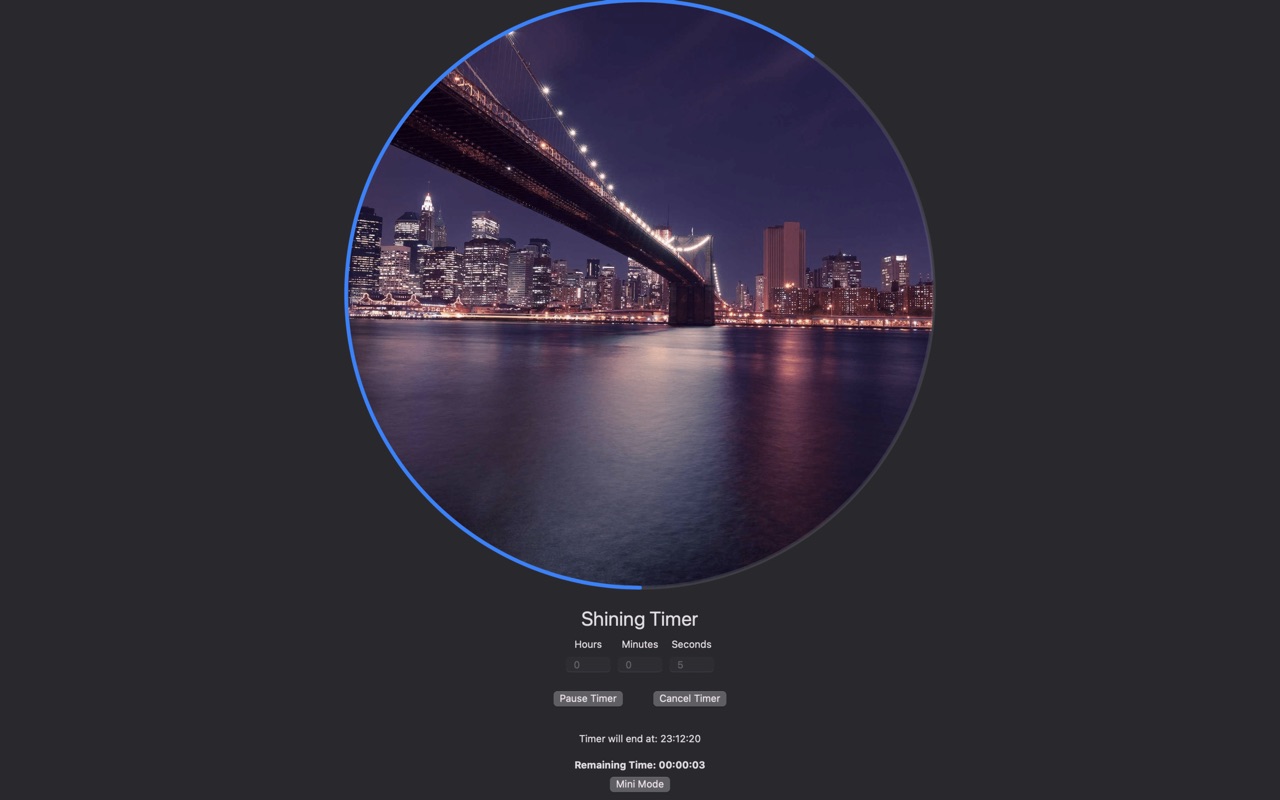 Shining Timer
Hours Minutes Seconds
0 0 5
Pause Timer Cancel Timer
Timer will end at: 23:12:20
Remaining Time: 00:00:03
Mini Mode